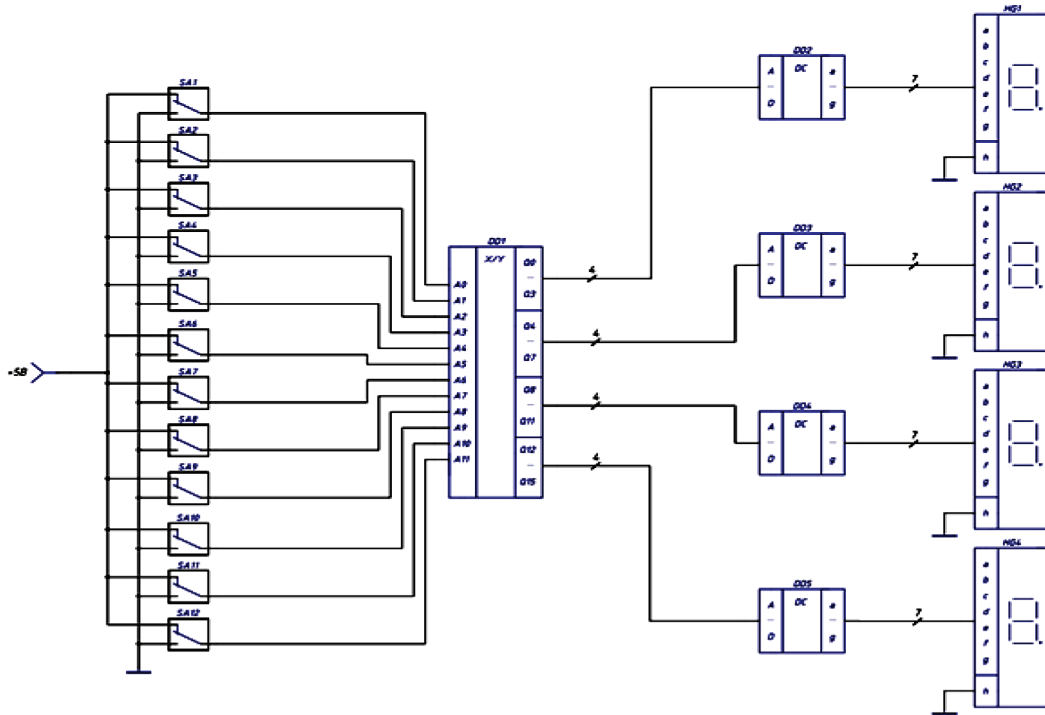 SA1
SA2
SA3
SA4
SA5
SA6
SA7
SA8
SA9
SA10
SA11
SA12
DD1
X/Y
A0
A1
A2
A3
A4
A5
A6
A7
A8
A9
A10
A11
Q0
Q3
Q4
Q7
Q8
Q11
Q12
Q15
4
4
4
4
DD2
A DC a
D g
7
DD3
A DC a
D g
7
DD4
A DC a
D g
7
DD5
A DC a
D g
7
HG1
a
b
c
d
e
f
g
h
HG2
a
b
c
d
e
f
g
h
HG3
a
b
c
d
e
f
g
h
HG4
a
b
c
d
e
f
g
h